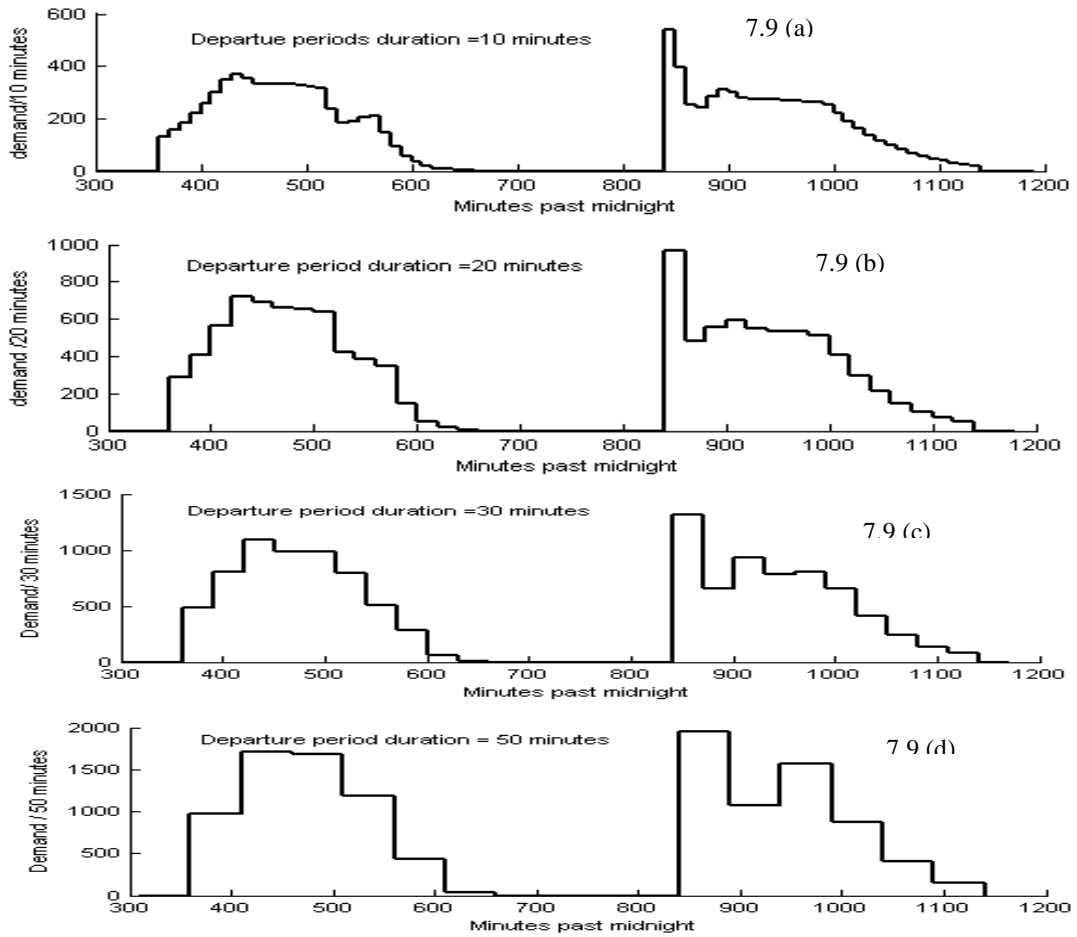 600
Departue periods duration =10 minutes
7.9 (a)
400
200
0
demand/10 minutes
300 400 500 600 700 800 900 1000 1100 1200
Minutes past midnight
1000
Departure period duration =20 minutes
7.9 (b)
800
600
400
200
0
demand /20 minutes
300 400 500 600 700 800 900 1000 1100 1200
Minutes past midnight
1500
Departure period duration =30 minutes
7.9 (c)
1000
500
0
Demand/ 30 minutes
300 400 500 600 700 800 900 1000 1100 1200
Minutes past midnight
2000
Departure period duration = 50 minutes
7.9 (d)
1500
1000
500
0
Demand / 50 minutes
300 400 500 600 700 800 900 1000 1100 1200
Minutes past midnight